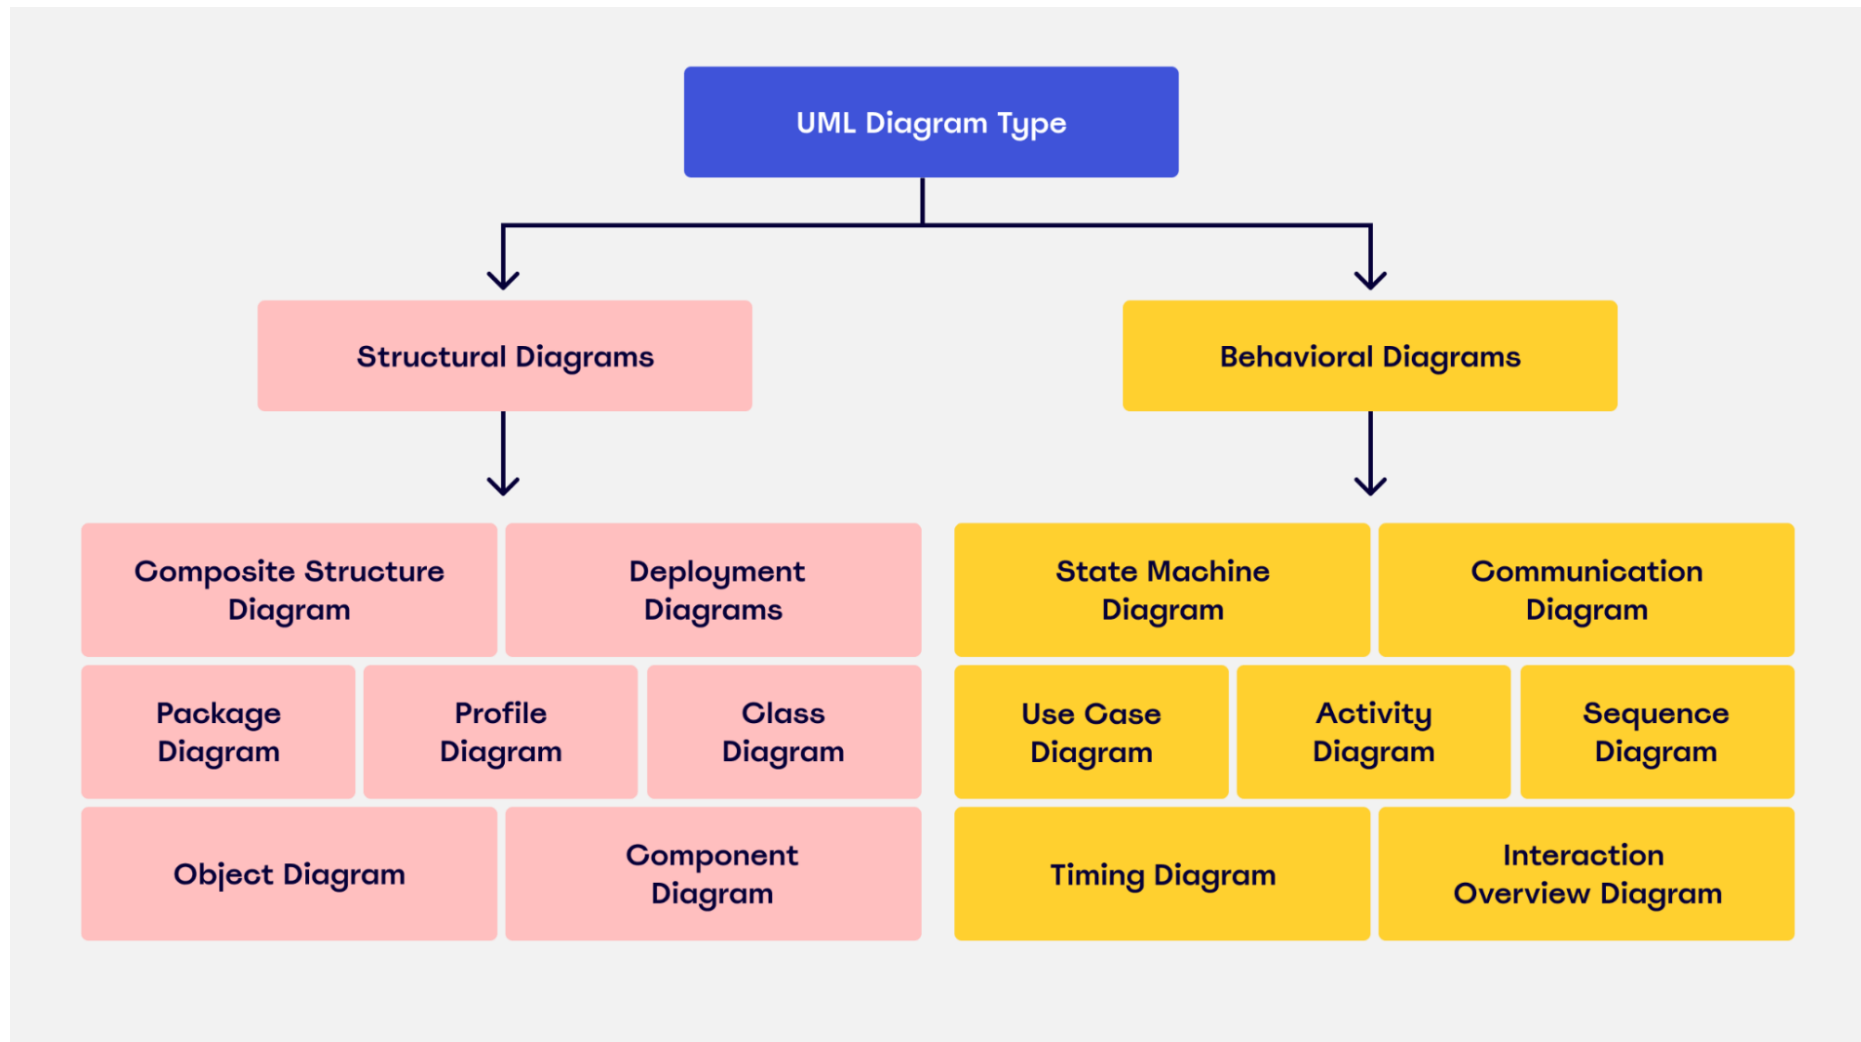 UML Diagram Type
Structural Diagrams
Behavioral Diagrams
Composite Structure
Diagram
Deployment
Diagrams
Package
Diagram
Profile
Diagram
Class
Diagram
Object Diagram
Component
Diagram
State Machine
Diagram
Communication
Diagram
Use Case
Diagram
Activity
Diagram
Sequence
Diagram
Timing Diagram
Interaction
Overview Diagram